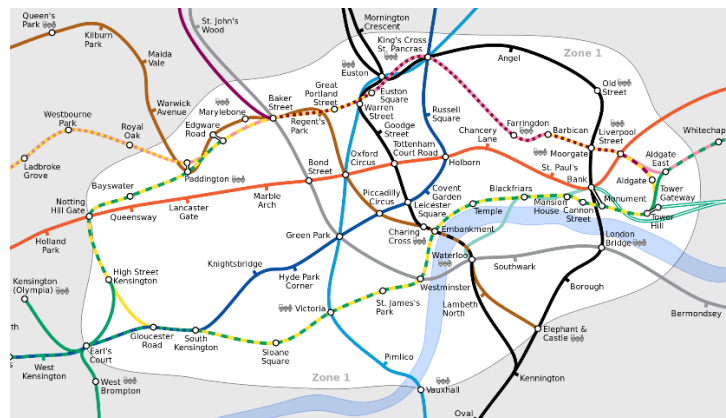 Queen's
Park
Kilburn
Park
Maida
Vale
Warwick
Avenue
St. John's
Wood
Mornington
Crescent
King's Cross
St. Pancras
Euston
Zone 1
Angel
Old
Street
Great
Portland
Street
Euston
Square
Warren
Street
Baker
Street
Regent's
Park
Marylebone
Edgware
Road
Westbourne
Park
Royal
Oak
Ladbroke
Grove
Paddington
Bayswater
Goodge
Street
Russell
Square
Farringdon
Barbican
Liverpool
Street
Moorgate
Whitechap
Aldgate
East
Aldgate
Tower
Gateway
Tower
Hill
Tottenham
Court Road
Chancery
Lane
Holborn
St. Paul's
Bank
Oxford
Circus
Bond
Street
Notting
Hill Gate
Queensway
Lancaster
Gate
Marble
Arch
Holland
Park
Piccadilly
Circus
Covent
Garden
Leicester
Square
Blackfriars
Temple
Mansion
House
Cannon
Street
Monument
Charing
Cross
Embankment
Green Park
Waterloo
Southwark
London
Bridge
Westminster
Knightsbridge
Hyde Park
Corner
High Street
Kensington
Kensington
(Olympia)
Victoria
St. James's
Park
Lambeth
North
Borough
Bermondsey
Elephant
& Castle
th
s
West
Kensington
Earl's
Court
Gloucester
Road
South
Kensington
Sloane
Square
Pimlico
West
Brompton
Zone 1
Vauxhall
Kennington
Oval